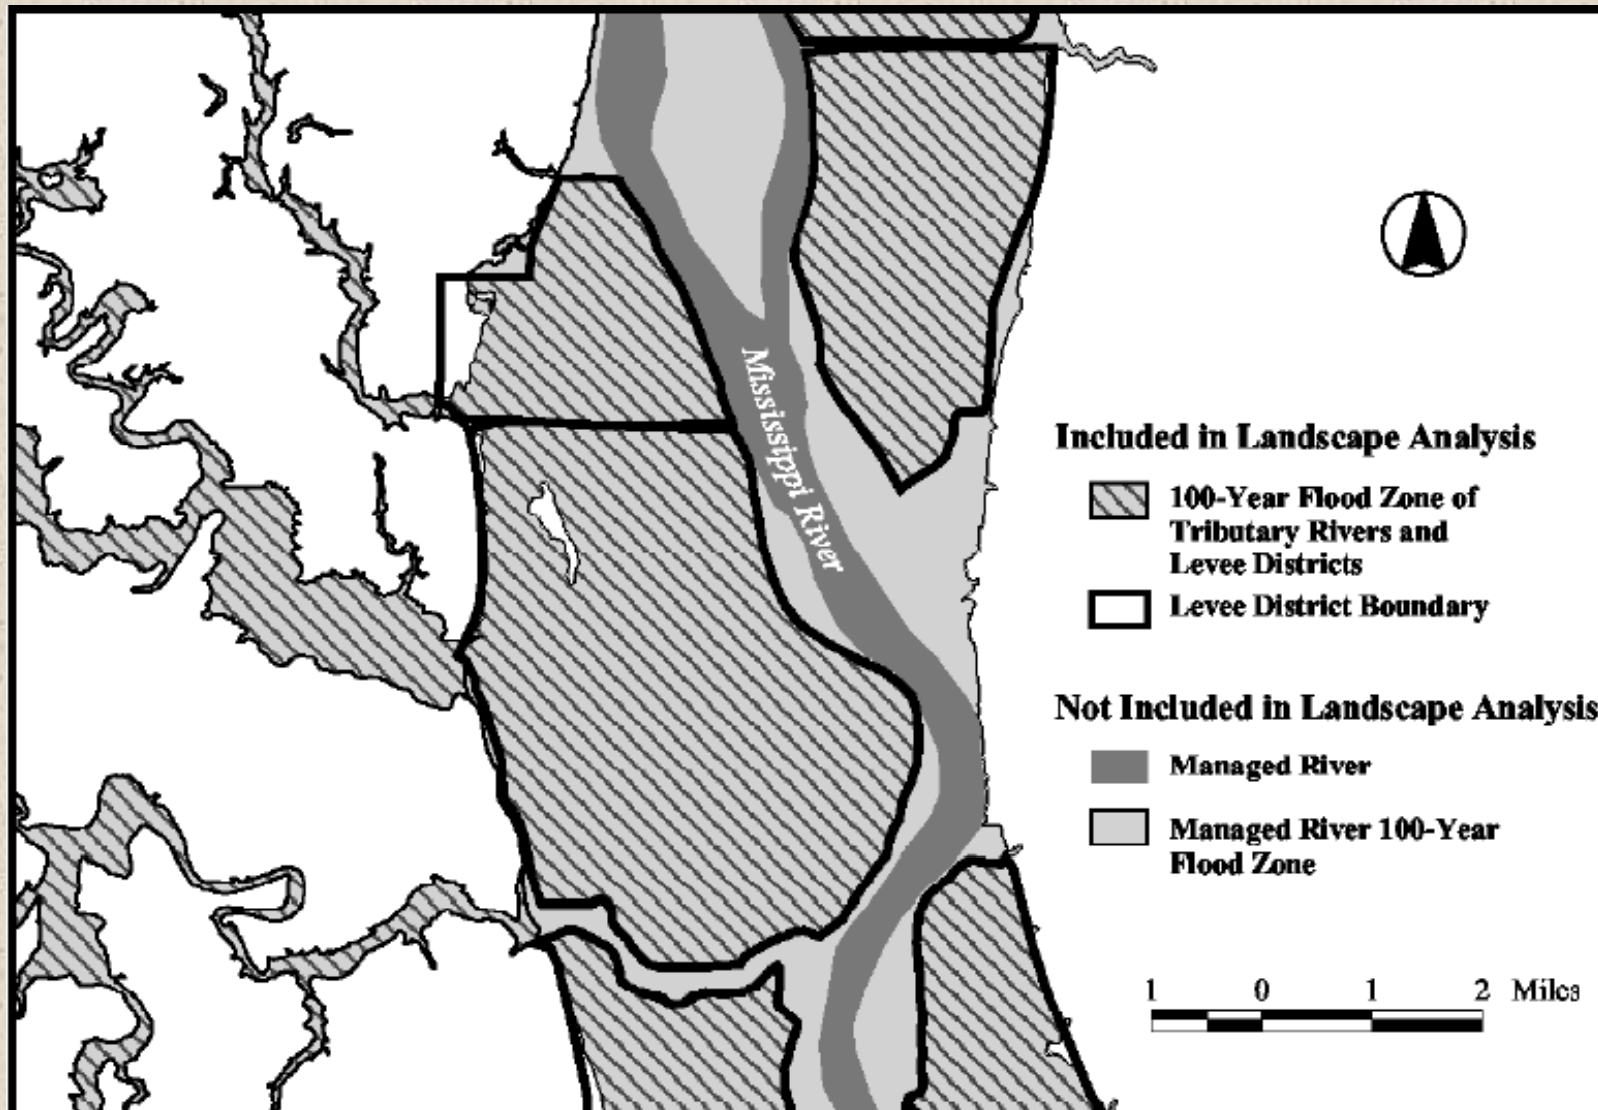 Mississippi River
Included in Landscape Analysis
100-Year Flood Zone of
Tributary Rivers and
Levee Districts
Levee District Boundary
Not Included in Landscape Analysis
Managed River
Managed River 100-Year
Flood Zone
1 0 1 2 Miles